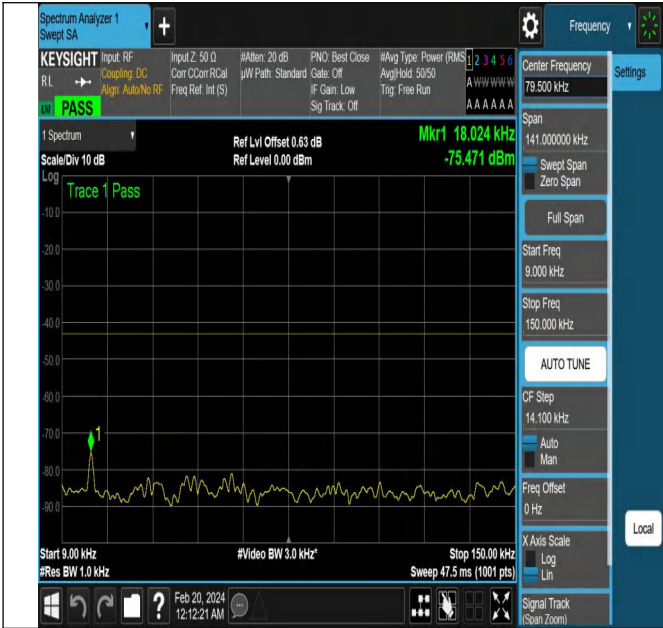 Spectrum Analyzer 1
Swept SA
+
Frequency
KEYSIGHT
RL
PASS
Input: RF
Coupling: DC
Align: Auto/No RF
Input Z: 50 Ω
Corr CCorr RCal
Freq Ref: Int (S)
#Atten: 20 dB
µW Path: Standard
PNO: Best Close
Gate: Off
IF Gain: Low
Sig Track: Off
#Avg Type: Power (RMS
Avg|Hold: 50/50
Trig: Free Run
1 2 3 4 5 6
A W W W W W
A A A A A A
1 Spectrum
Scale/Div 10 dB
Ref Lvl Offset 0.63 dB
Ref Level 0.00 dBm
Mkr1 18.024 kHz
-75.471 dBm
Log
Trace 1 Pass
-10.0
-20.0
-30.0
-40.0
-50.0
-60.0
-70.0
-80.0
-90.0
1
Start 9.00 kHz
#Res BW 1.0 kHz
#Video BW 3.0 kHz*
Stop 150.00 kHz
Sweep 47.5 ms (1001 pts)
?
Feb 20, 2024
12:12:21 AM
Center Frequency
79.500 kHz
Settings
Span
141.000000 kHz
Swept Span
Zero Span
Full Span
Start Freq
9.000 kHz
Stop Freq
150.000 kHz
AUTO TUNE
CF Step
14.100 kHz
Auto
Man
Freq Offset
0 Hz
X Axis Scale
Log
Lin
Local
Signal Track
(Span Zoom)